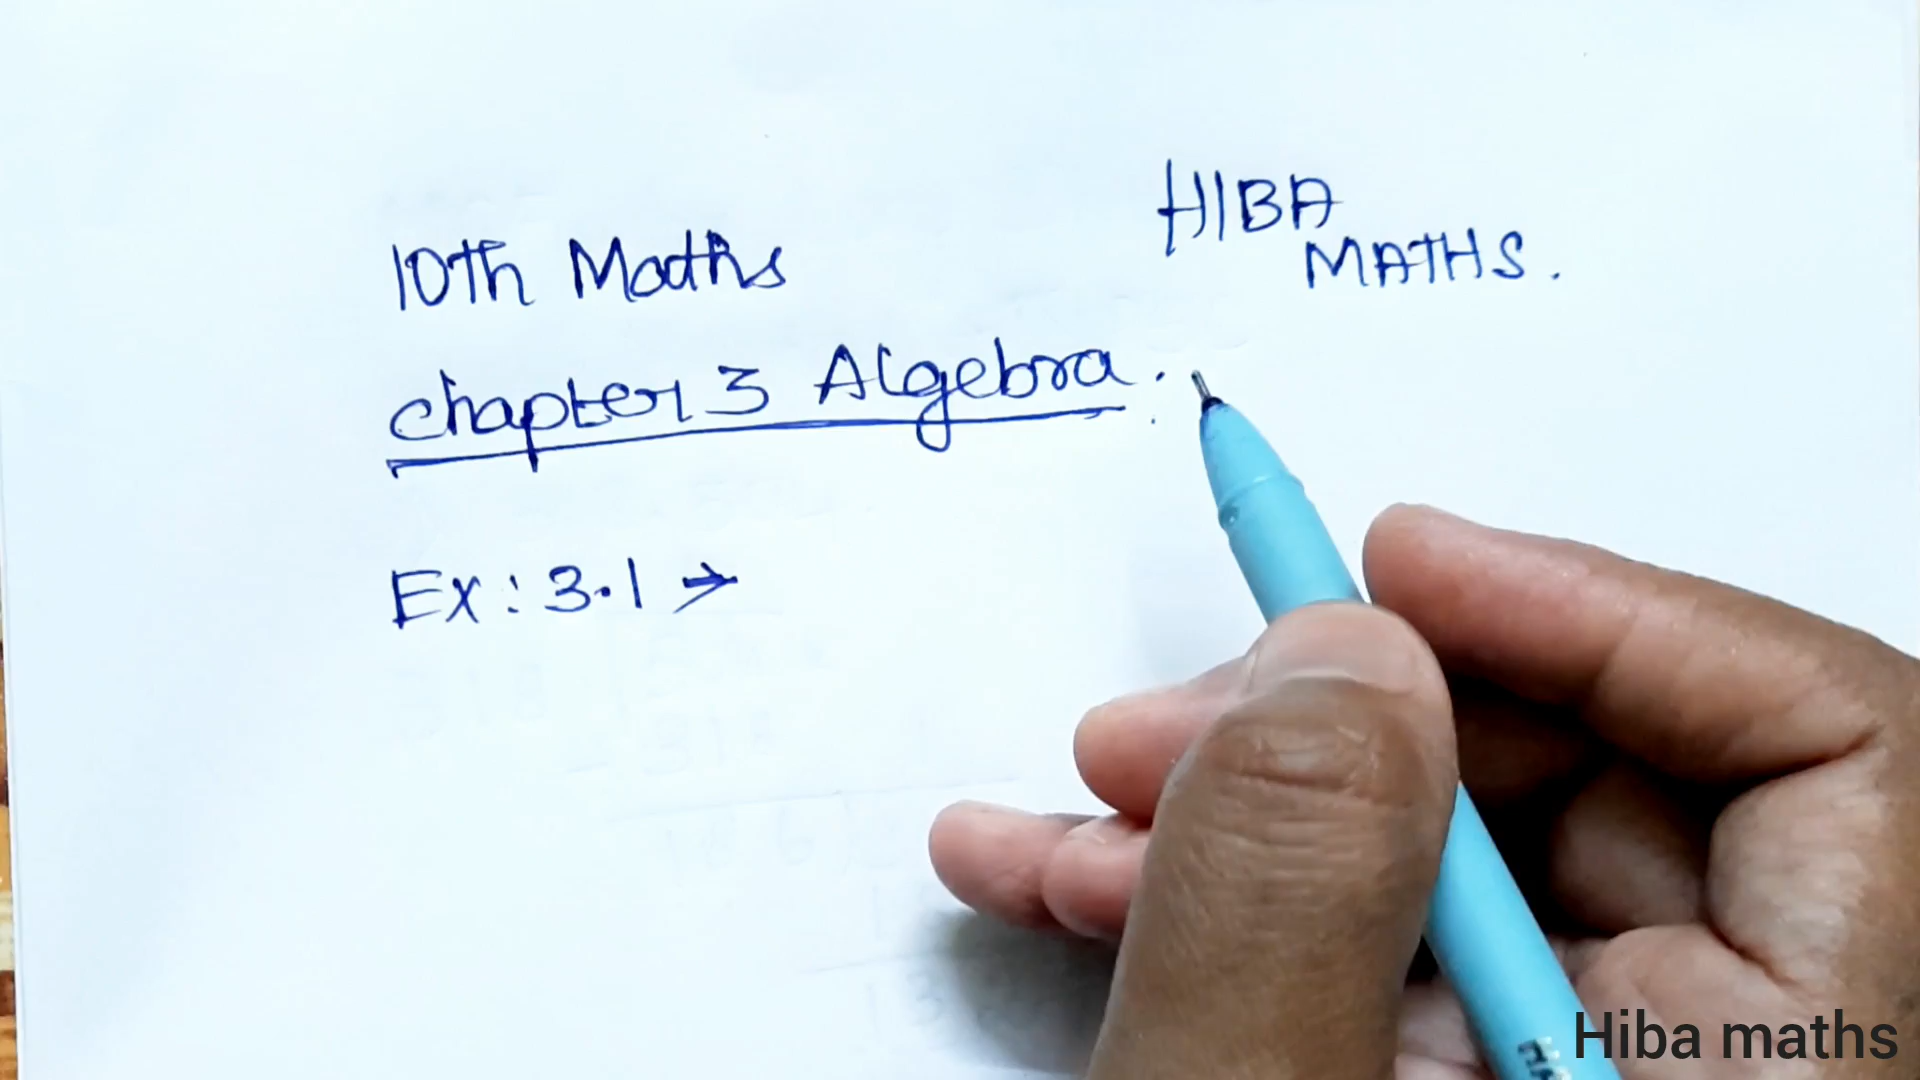 10th Maths
HIBA
MATHS.
chapter 3 Algebra.
Ex: 3.1 →
Hiba maths